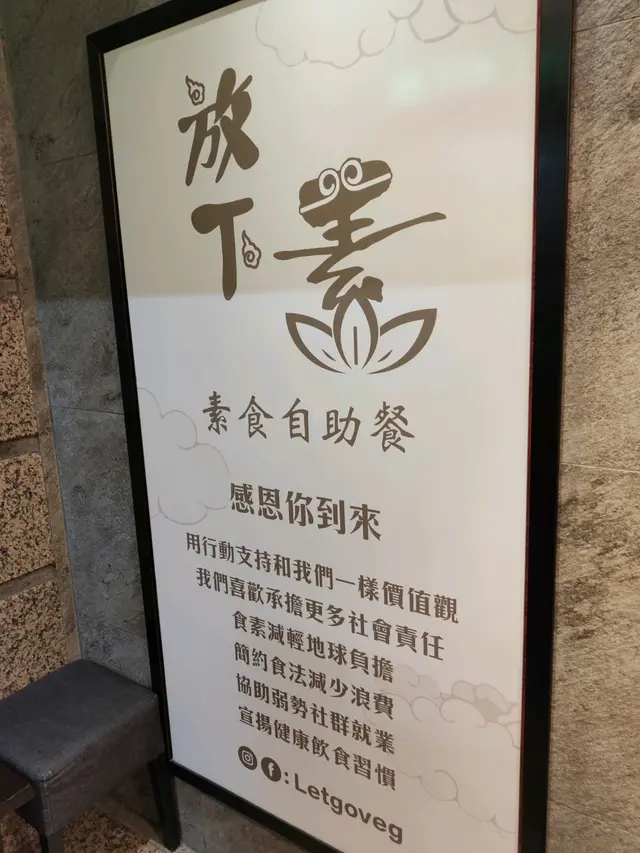 放下素
素食自助餐
感恩你到來
用行動支持和我們一樣價值觀
我們喜歡承擔更多社會責任
食素減輕地球負擔
簡約食法減少浪費
協助弱勢社群就業
宣揚健康飲食習慣
: Letgoveg